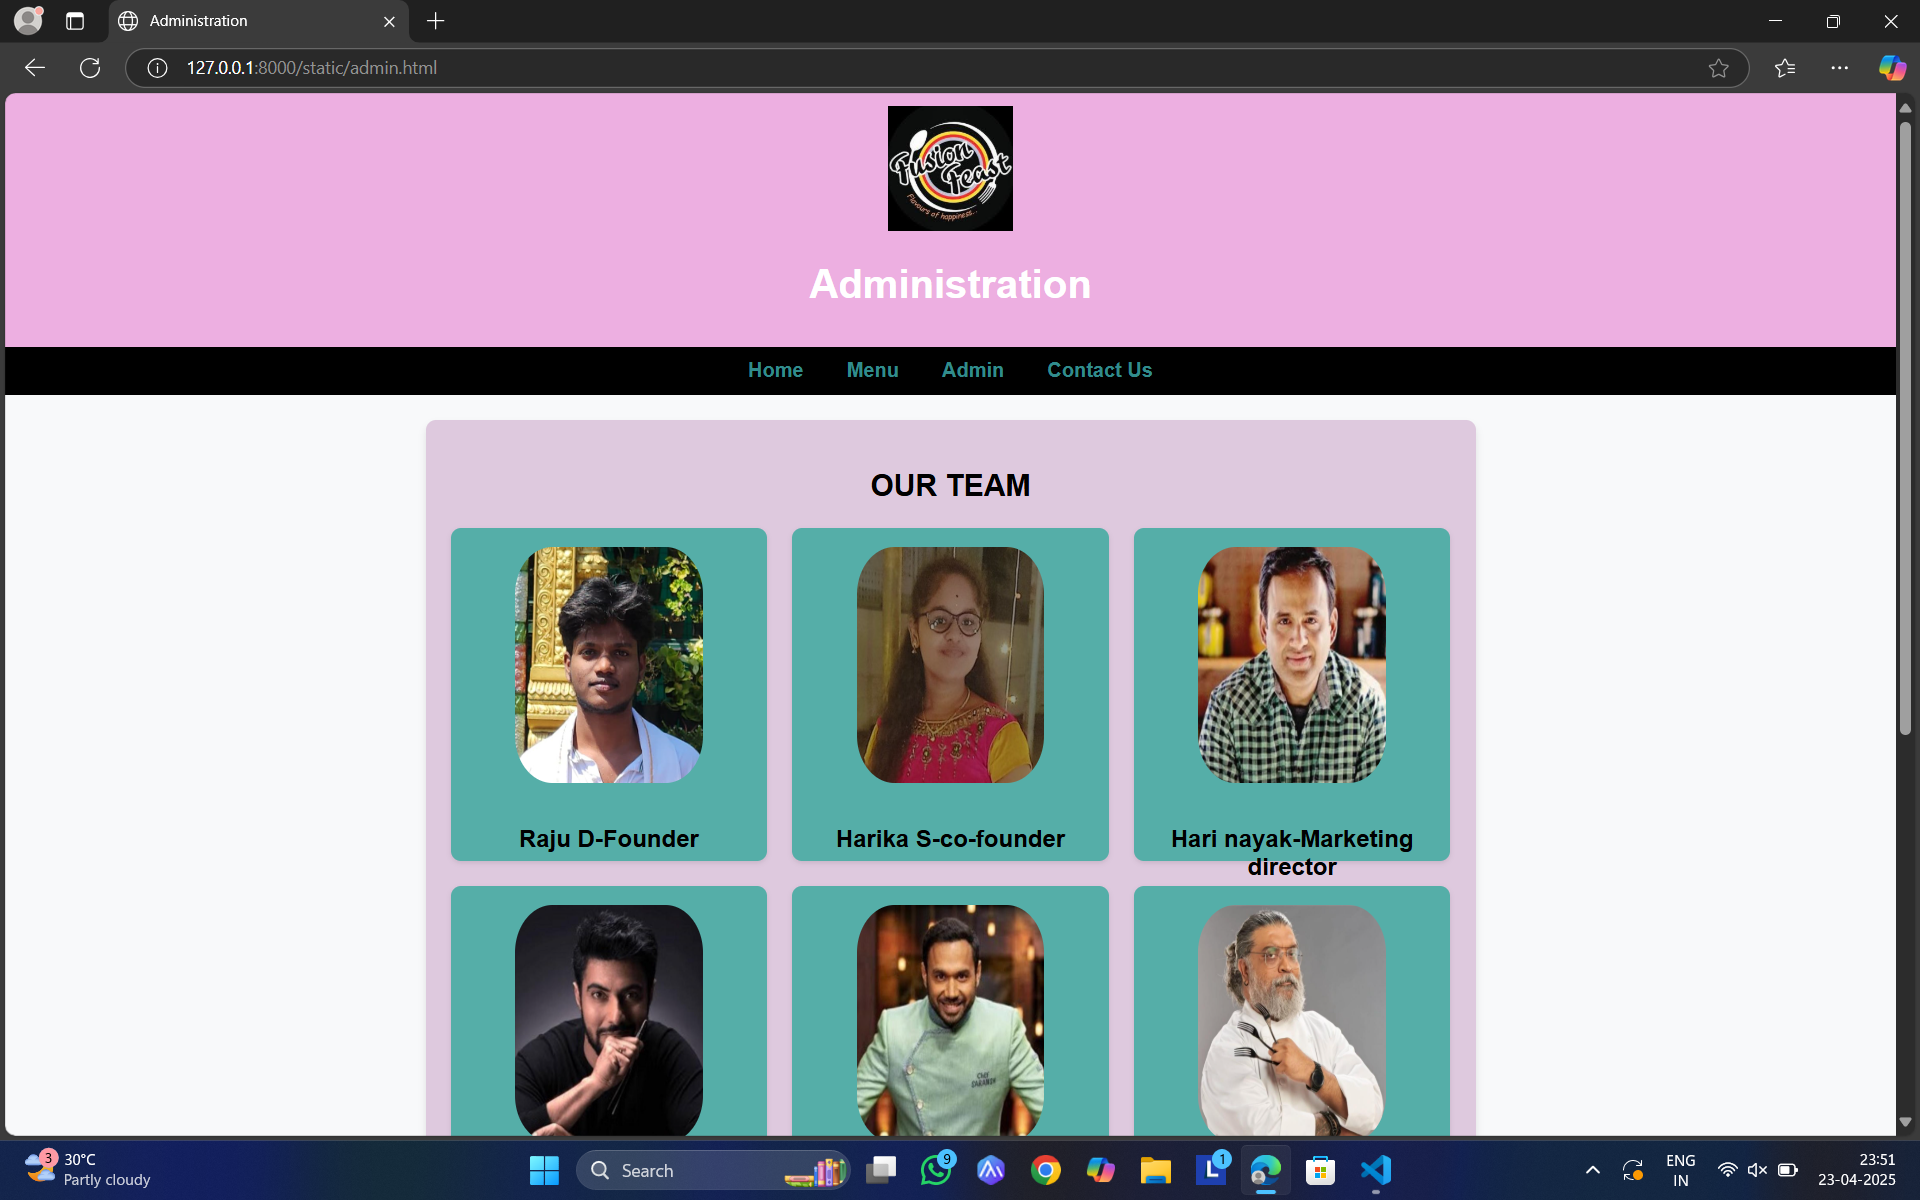 Administration
127.0.0.1:8000/static/admin.html
Fusion
Feast
Flavours of happiness...
Administration
Home Menu Admin Contact Us
OUR TEAM
Raju D-Founder
Harika S-co-founder
Hari nayak-Marketing
director
3
30°C
Partly cloudy
Search
9
1
ENG
IN
23:51
23-04-2025